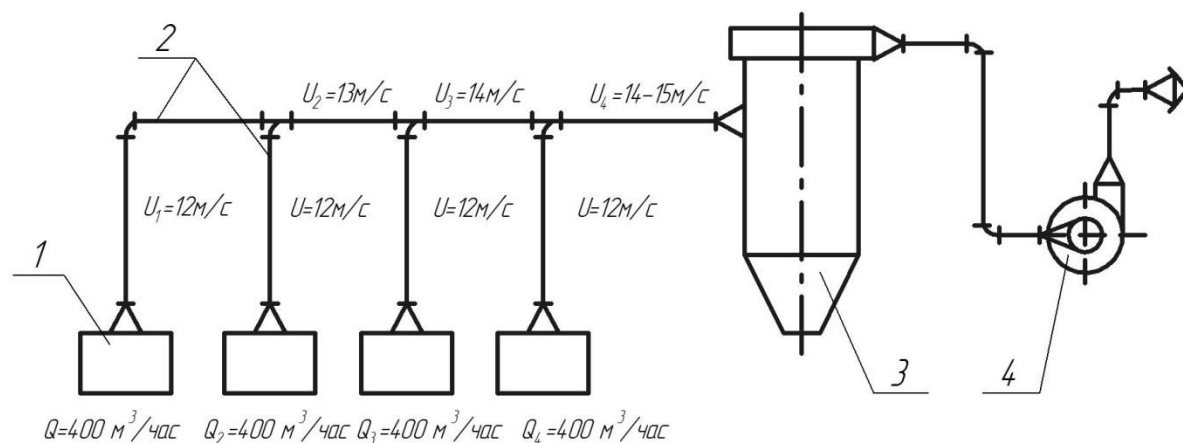 2
U₂=13м/с
U₃=14м/с
U₄=14-15м/с
U₁=12м/с
U=12м/с
U=12м/с
U=12м/с
1
3
4
Q=400 м³/час
Q₂=400 м³/час
Q₃=400 м³/час
Q₄=400 м³/час